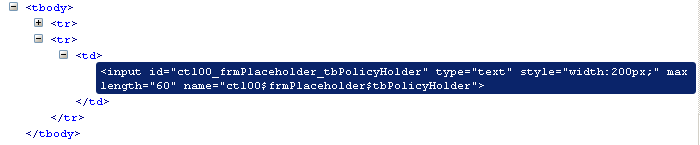 <tbody>
<tr>
<tr>
<td>
<input id="ctl00_frmPlaceholder_tbPolicyHolder" type="text" style="width:200px;" max
length="60" name="ctl00$frmPlaceholder$tbPolicyHolder">
</td>
</tr>
</tbody>